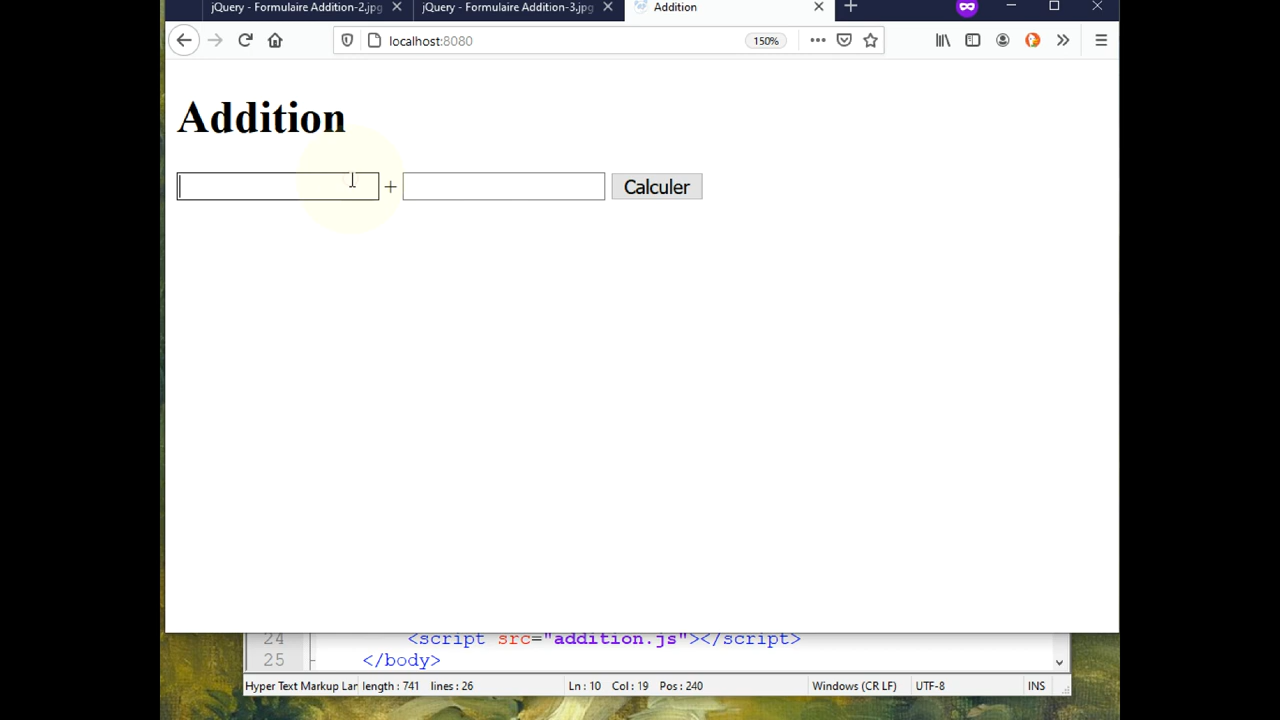 jQuery - Formulaire Addition-2.jpg
jQuery - Formulaire Addition-3.jpg
Addition
localhost:8080
150%
Addition
+ Calculer
24 <script src="addition.js"></script>
25 </body>
Hyper Text Markup Lan length : 741 lines : 26 Ln : 10 Col : 19 Pos : 240 Windows (CR LF) UTF-8 INS